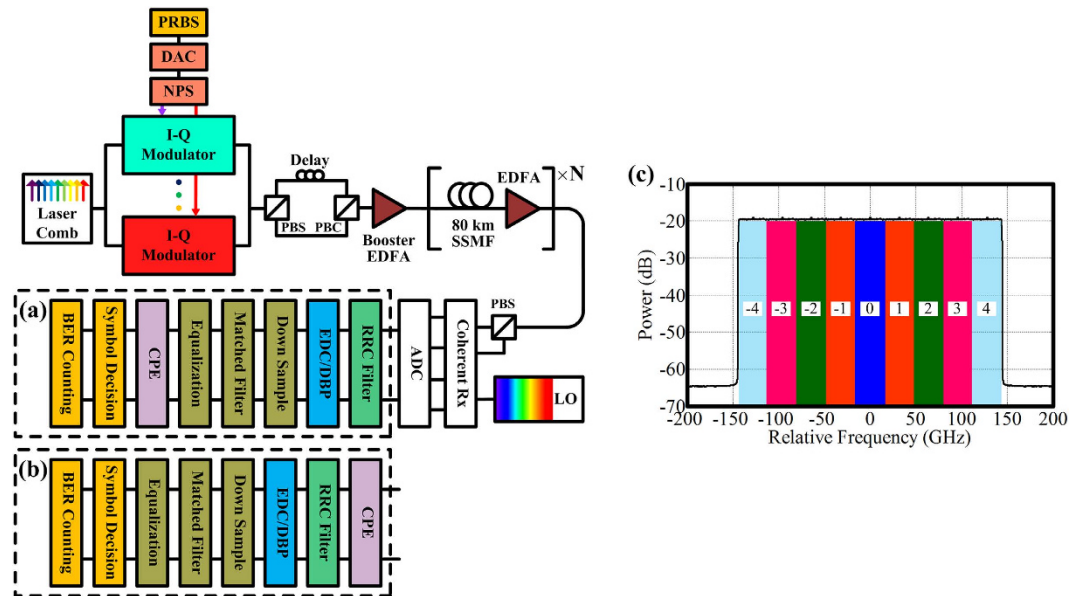 PRBS
DAC
NPS
I-Q
Modulator
I-Q
Modulator
Laser
Comb
Delay
PBS PBC
Booster
EDFA
EDFA
×N
80 km
SSMF
PBS
(a)
BER Counting
Symbol Decision
CPE
Equalization
Matched Filter
Down Sample
EDC/DBP
RRC Filter
ADC
Coherent Rx
LO
(b)
BER Counting
Symbol Decision
Equalization
Matched Filter
Down Sample
EDC/DBP
RRC Filter
CPE
(c)
Power (dB)
-10
-20
-30
-40
-50
-60
-70
-4 -3 -2 -1 0 1 2 3 4
-200 -150 -100 -50 0 50 100 150 200
Relative Frequency (GHz)